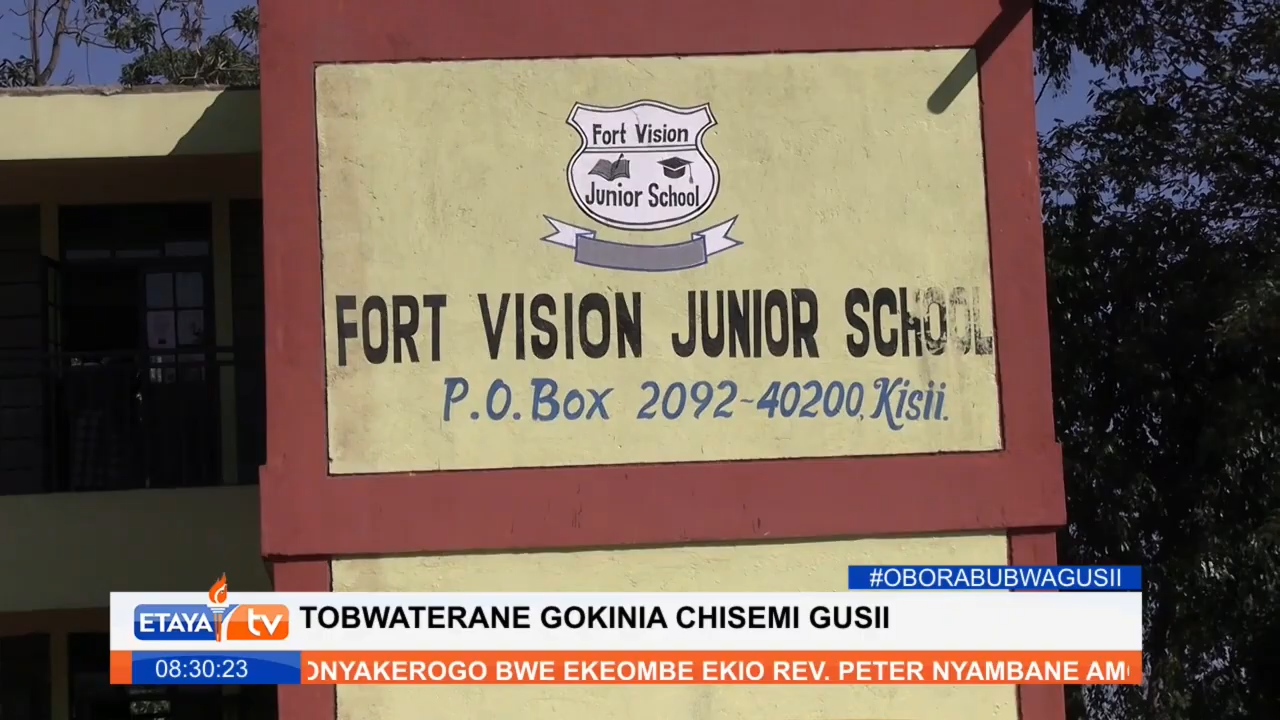 Fort Vision
Junior School
FORT VISION JUNIOR SCHOOL
P.O. Box 2092-40200, Kisii.
#OBORABUBWAGUSII
ETAYA tv
TOBWATERANE GOKINIA CHISEMI GUSII
08:30:23
ONYAKEROGO BWE EKEOMBE EKIO REV. PETER NYAMBANE